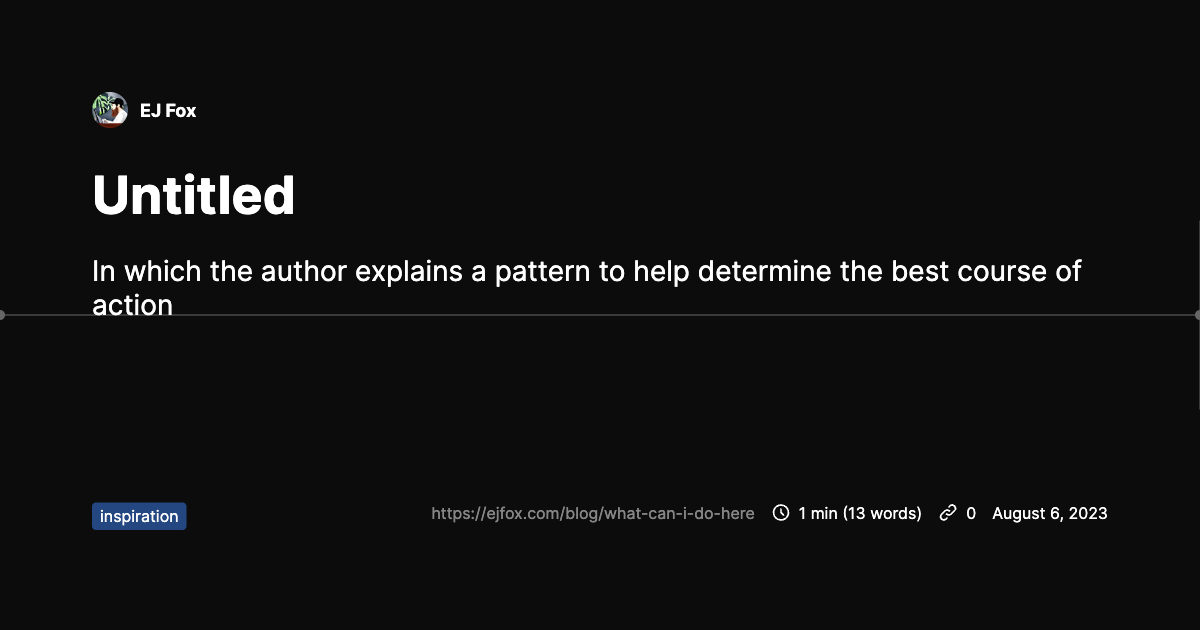 EJ Fox
Untitled
In which the author explains a pattern to help determine the best course of
action
inspiration
https://ejfox.com/blog/what-can-i-do-here 1 min (13 words) 0 August 6, 2023